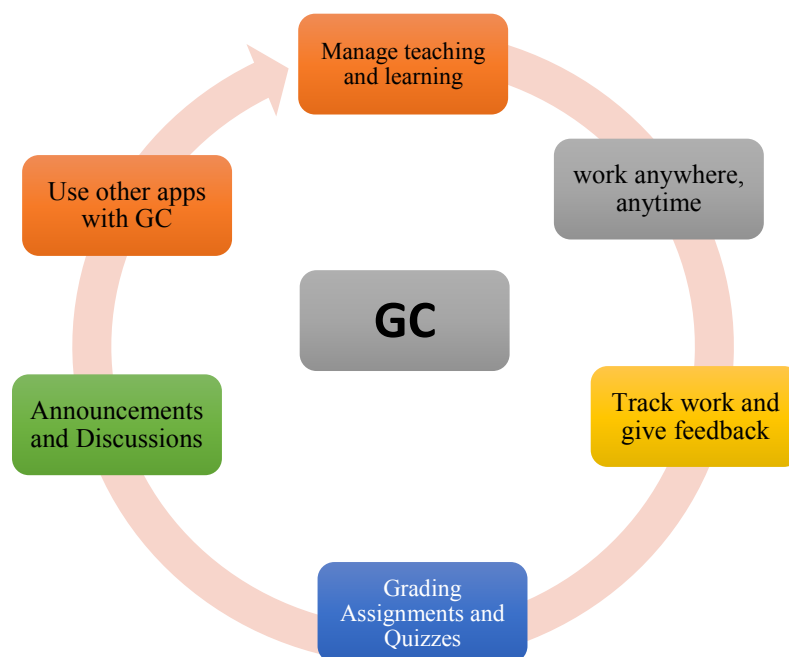 Manage teaching
and learning
work anywhere,
anytime
Use other apps
with GC
GC
Announcements
and Discussions
Track work and
give feedback
Grading
Assignments and
Quizzes